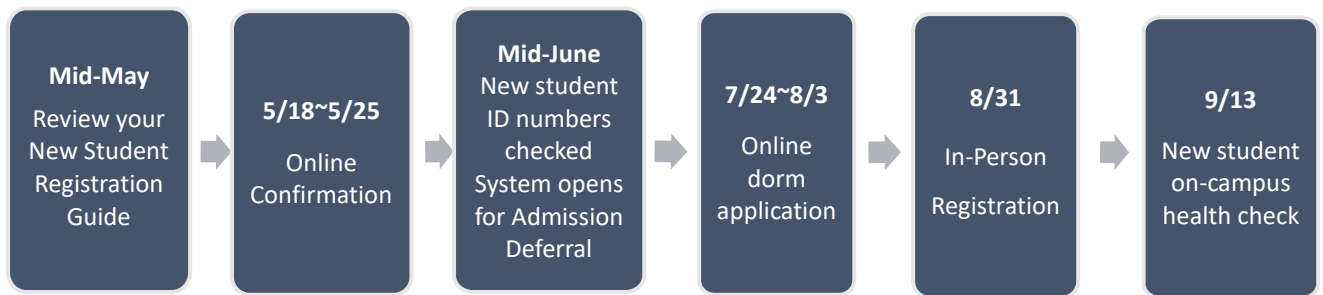 Mid-May
Review your
New Student
Registration
Guide
5/18~5/25
Online
Confirmation
Mid-June
New student
ID numbers
checked
System opens
for Admission
Deferral
7/24~8/3
Online
dorm
application
8/31
In-Person
Registration
9/13
New student
on-campus
health check